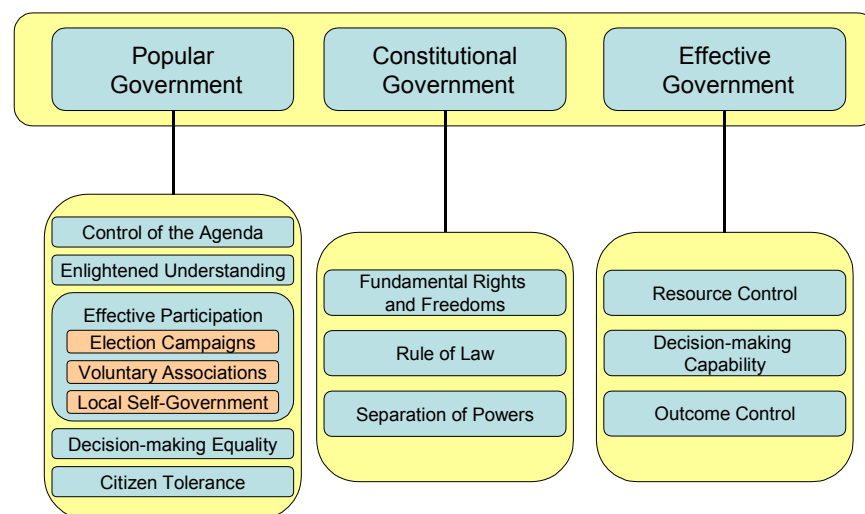 Popular
Government
Constitutional
Government
Effective
Government
Control of the Agenda
Enlightened Understanding
Effective Participation
Election Campaigns
Voluntary Associations
Local Self-Government
Decision-making Equality
Citizen Tolerance
Fundamental Rights
and Freedoms
Rule of Law
Separation of Powers
Resource Control
Decision-making
Capability
Outcome Control